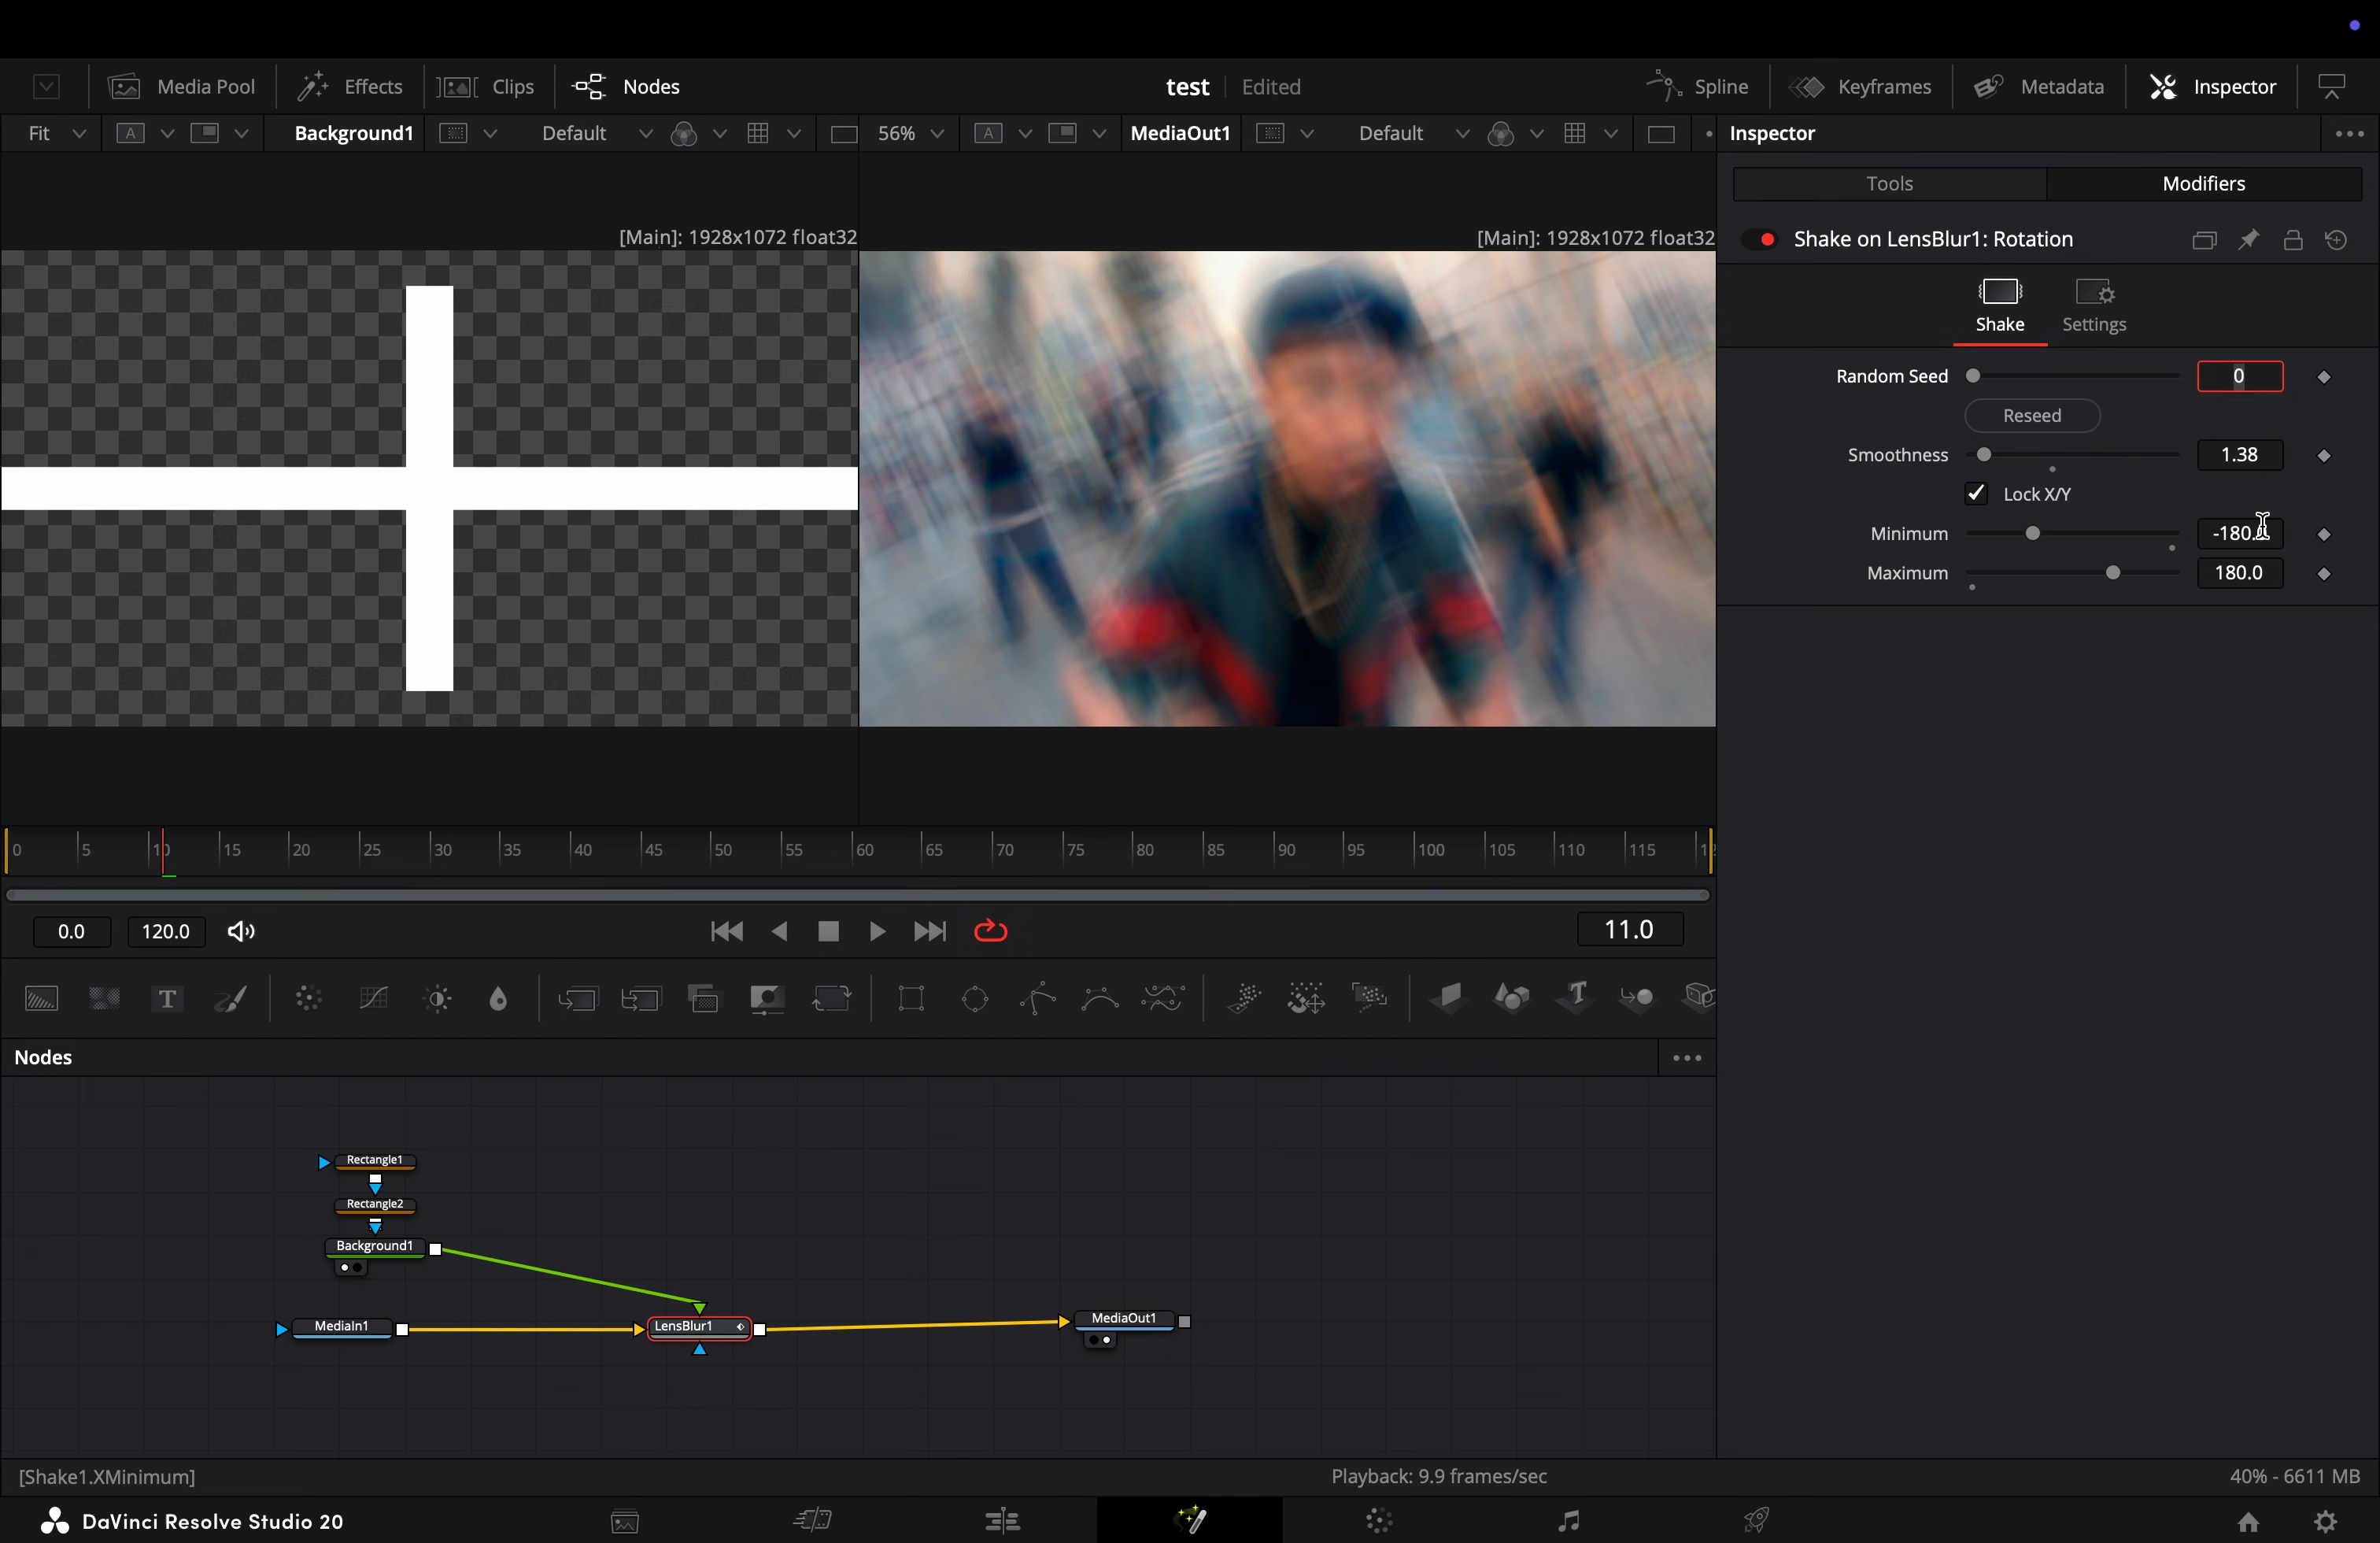 Media Pool Effects Clips Nodes test Edited Spline Keyframes Metadata Inspector
Fit A Background1 Default 56% A MediaOut1 Default Inspector
Tools Modifiers
[Main]: 1928x1072 float32 [Main]: 1928x1072 float32
Shake on LensBlur1: Rotation
Shake Settings
Random Seed 0
Reseed
Smoothness 1.38
Lock X/Y
Minimum -180.
Maximum 180.0
0 5 10 15 20 25 30 35 40 45 50 55 60 65 70 75 80 85 90 95 100 105 110 115
0.0 120.0 11.0
T T
Nodes
Rectangle1
Rectangle2
Background1
MediaIn1 LensBlur1 MediaOut1
[Shake1.XMinimum] Playback: 9.9 frames/sec 40% - 6611 MB
DaVinci Resolve Studio 20